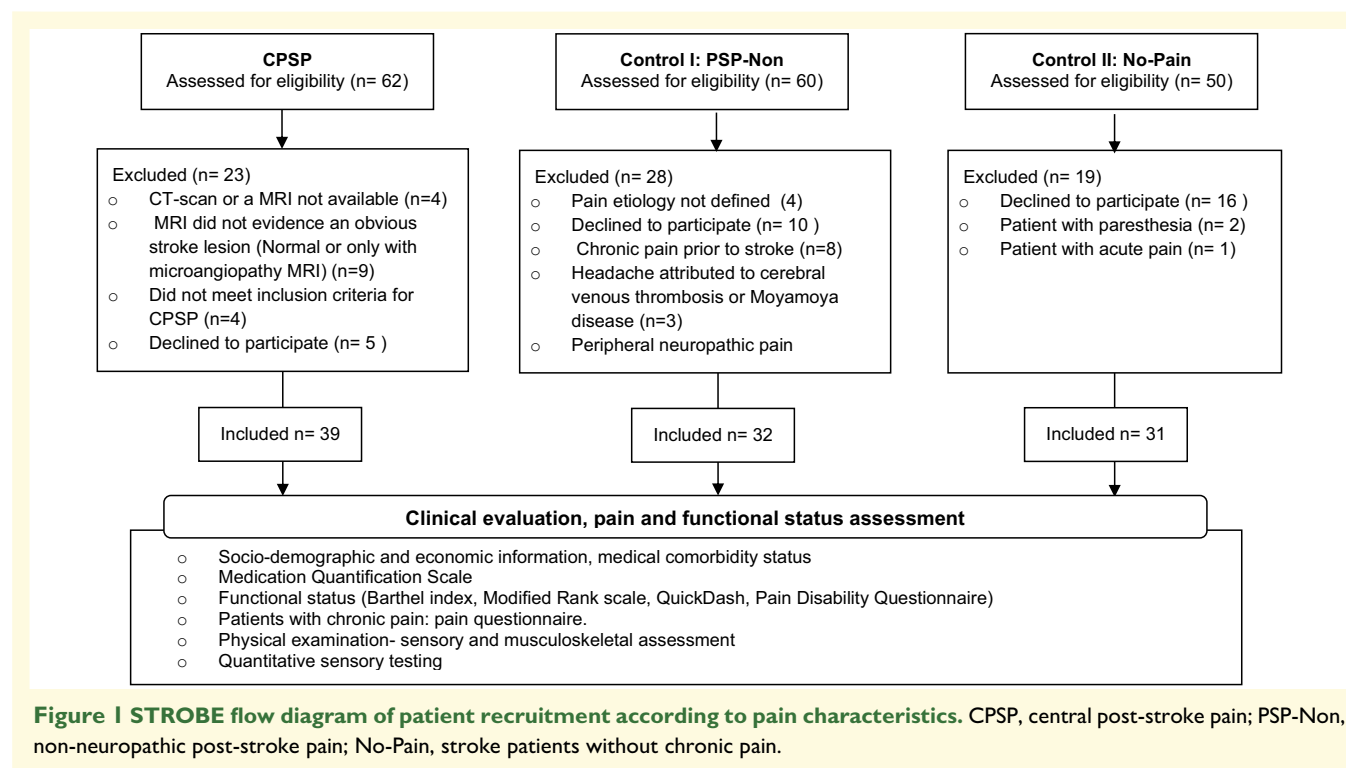 CPSP
Assessed for eligibility (n= 62)
Control I: PSP-Non
Assessed for eligibility (n= 60)
Control II: No-Pain
Assessed for eligibility (n= 50)
Excluded (n= 23)
o CT-scan or a MRI not available (n=4)
o MRI did not evidence an obvious
stroke lesion (Normal or only with
microangiopathy MRI) (n=9)
o Did not meet inclusion criteria for
CPSP (n=4)
o Declined to participate (n= 5 )
Excluded (n= 28)
o Pain etiology not defined (4)
o Declined to participate (n= 10 )
o Chronic pain prior to stroke (n=8)
o Headache attributed to cerebral
venous thrombosis or Moyamoya
disease (n=3)
o Peripheral neuropathic pain
Excluded (n= 19)
o Declined to participate (n= 16 )
o Patient with paresthesia (n= 2)
o Patient with acute pain (n= 1)
Included n= 39
Included n= 32
Included n= 31
Clinical evaluation, pain and functional status assessment
o Socio-demographic and economic information, medical comorbidity status
o Medication Quantification Scale
o Functional status (Barthel index, Modified Rank scale, QuickDash, Pain Disability Questionnaire)
o Patients with chronic pain: pain questionnaire.
o Physical examination- sensory and musculoskeletal assessment
o Quantitative sensory testing
Figure 1 STROBE flow diagram of patient recruitment according to pain characteristics. CPSP, central post-stroke pain; PSP-Non,
non-neuropathic post-stroke pain; No-Pain, stroke patients without chronic pain.